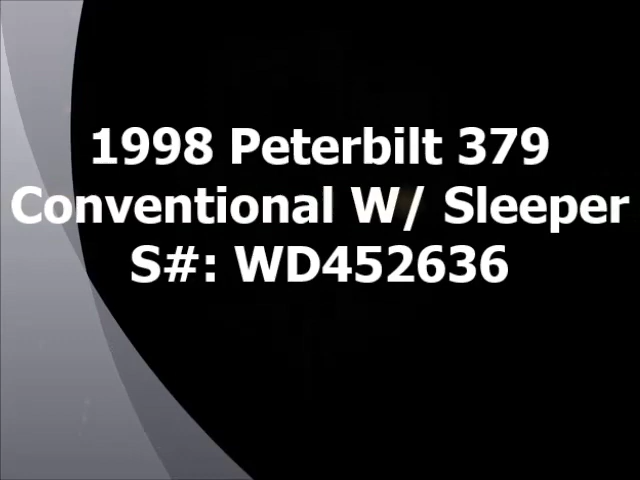 1998 Peterbilt 379
Conventional W/ Sleeper
S#: WD452636